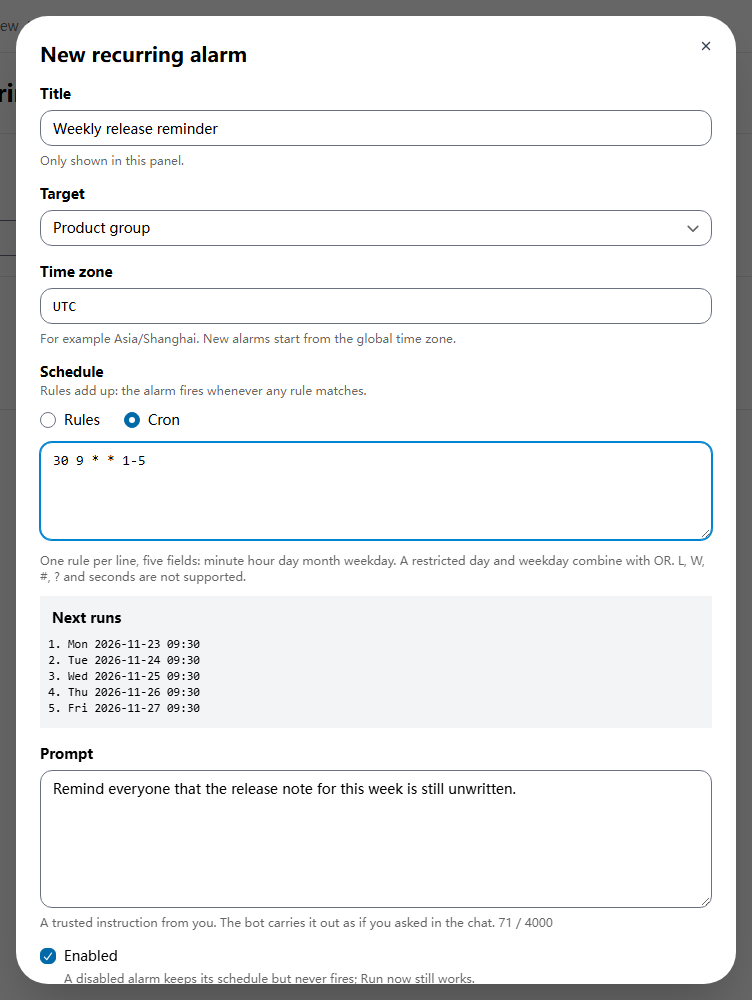 ew
New recurring alarm
×
Title
Weekly release reminder
Only shown in this panel.
Target
Product group
Time zone
UTC
For example Asia/Shanghai. New alarms start from the global time zone.
Schedule
Rules add up: the alarm fires whenever any rule matches.
Rules Cron
30 9 * * 1-5
One rule per line, five fields: minute hour day month weekday. A restricted day and weekday combine with OR. L, W,
#, ? and seconds are not supported.
Next runs
1. Mon 2026-11-23 09:30
2. Tue 2026-11-24 09:30
3. Wed 2026-11-25 09:30
4. Thu 2026-11-26 09:30
5. Fri 2026-11-27 09:30
Prompt
Remind everyone that the release note for this week is still unwritten.
A trusted instruction from you. The bot carries it out as if you asked in the chat. 71 / 4000
Enabled
A disabled alarm keeps its schedule but never fires; Run now still works.